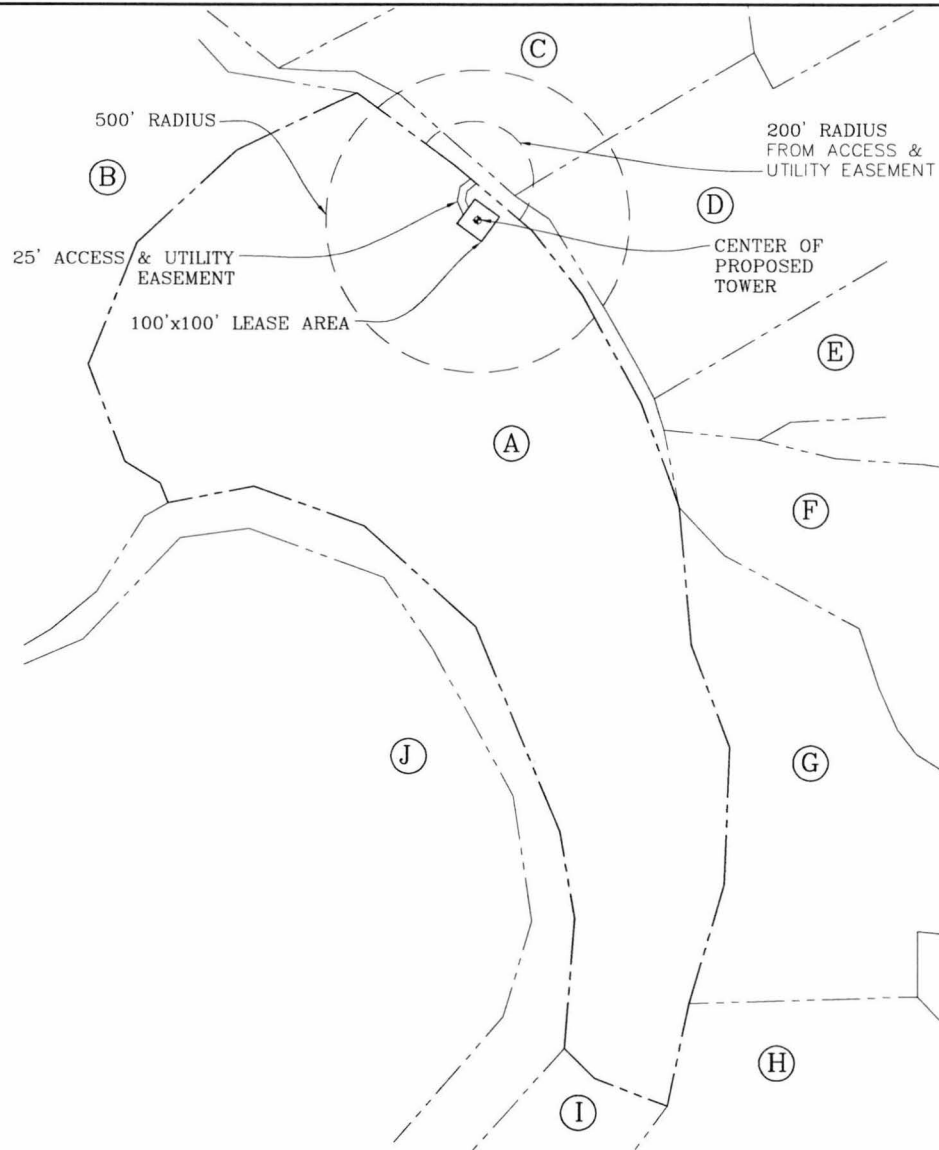 C
500' RADIUS
200' RADIUS
FROM ACCESS &
UTILITY EASEMENT
B
D
25' ACCESS & UTILITY
EASEMENT
CENTER OF
PROPOSED
TOWER
100'x100' LEASE AREA
E
A
F
J
G
H
I